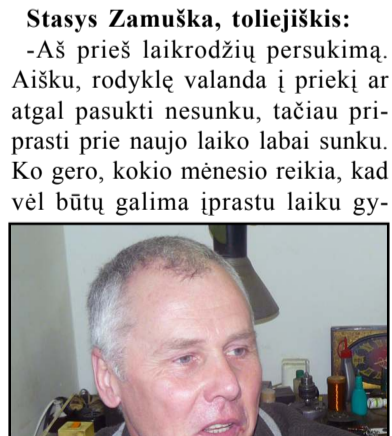 Stasys Zamuška, toliejiškis:
-Aš prieš laikrodžių persukimą.
Aišku, rodyklę valanda į priekį ar
atgal pasukti nesunku, tačiau pri-
prasti prie naujo laiko labai sunku.
Ko gero, kokio mėnesio reikia, kad
vėl būtų galima įprastu laiku gy-